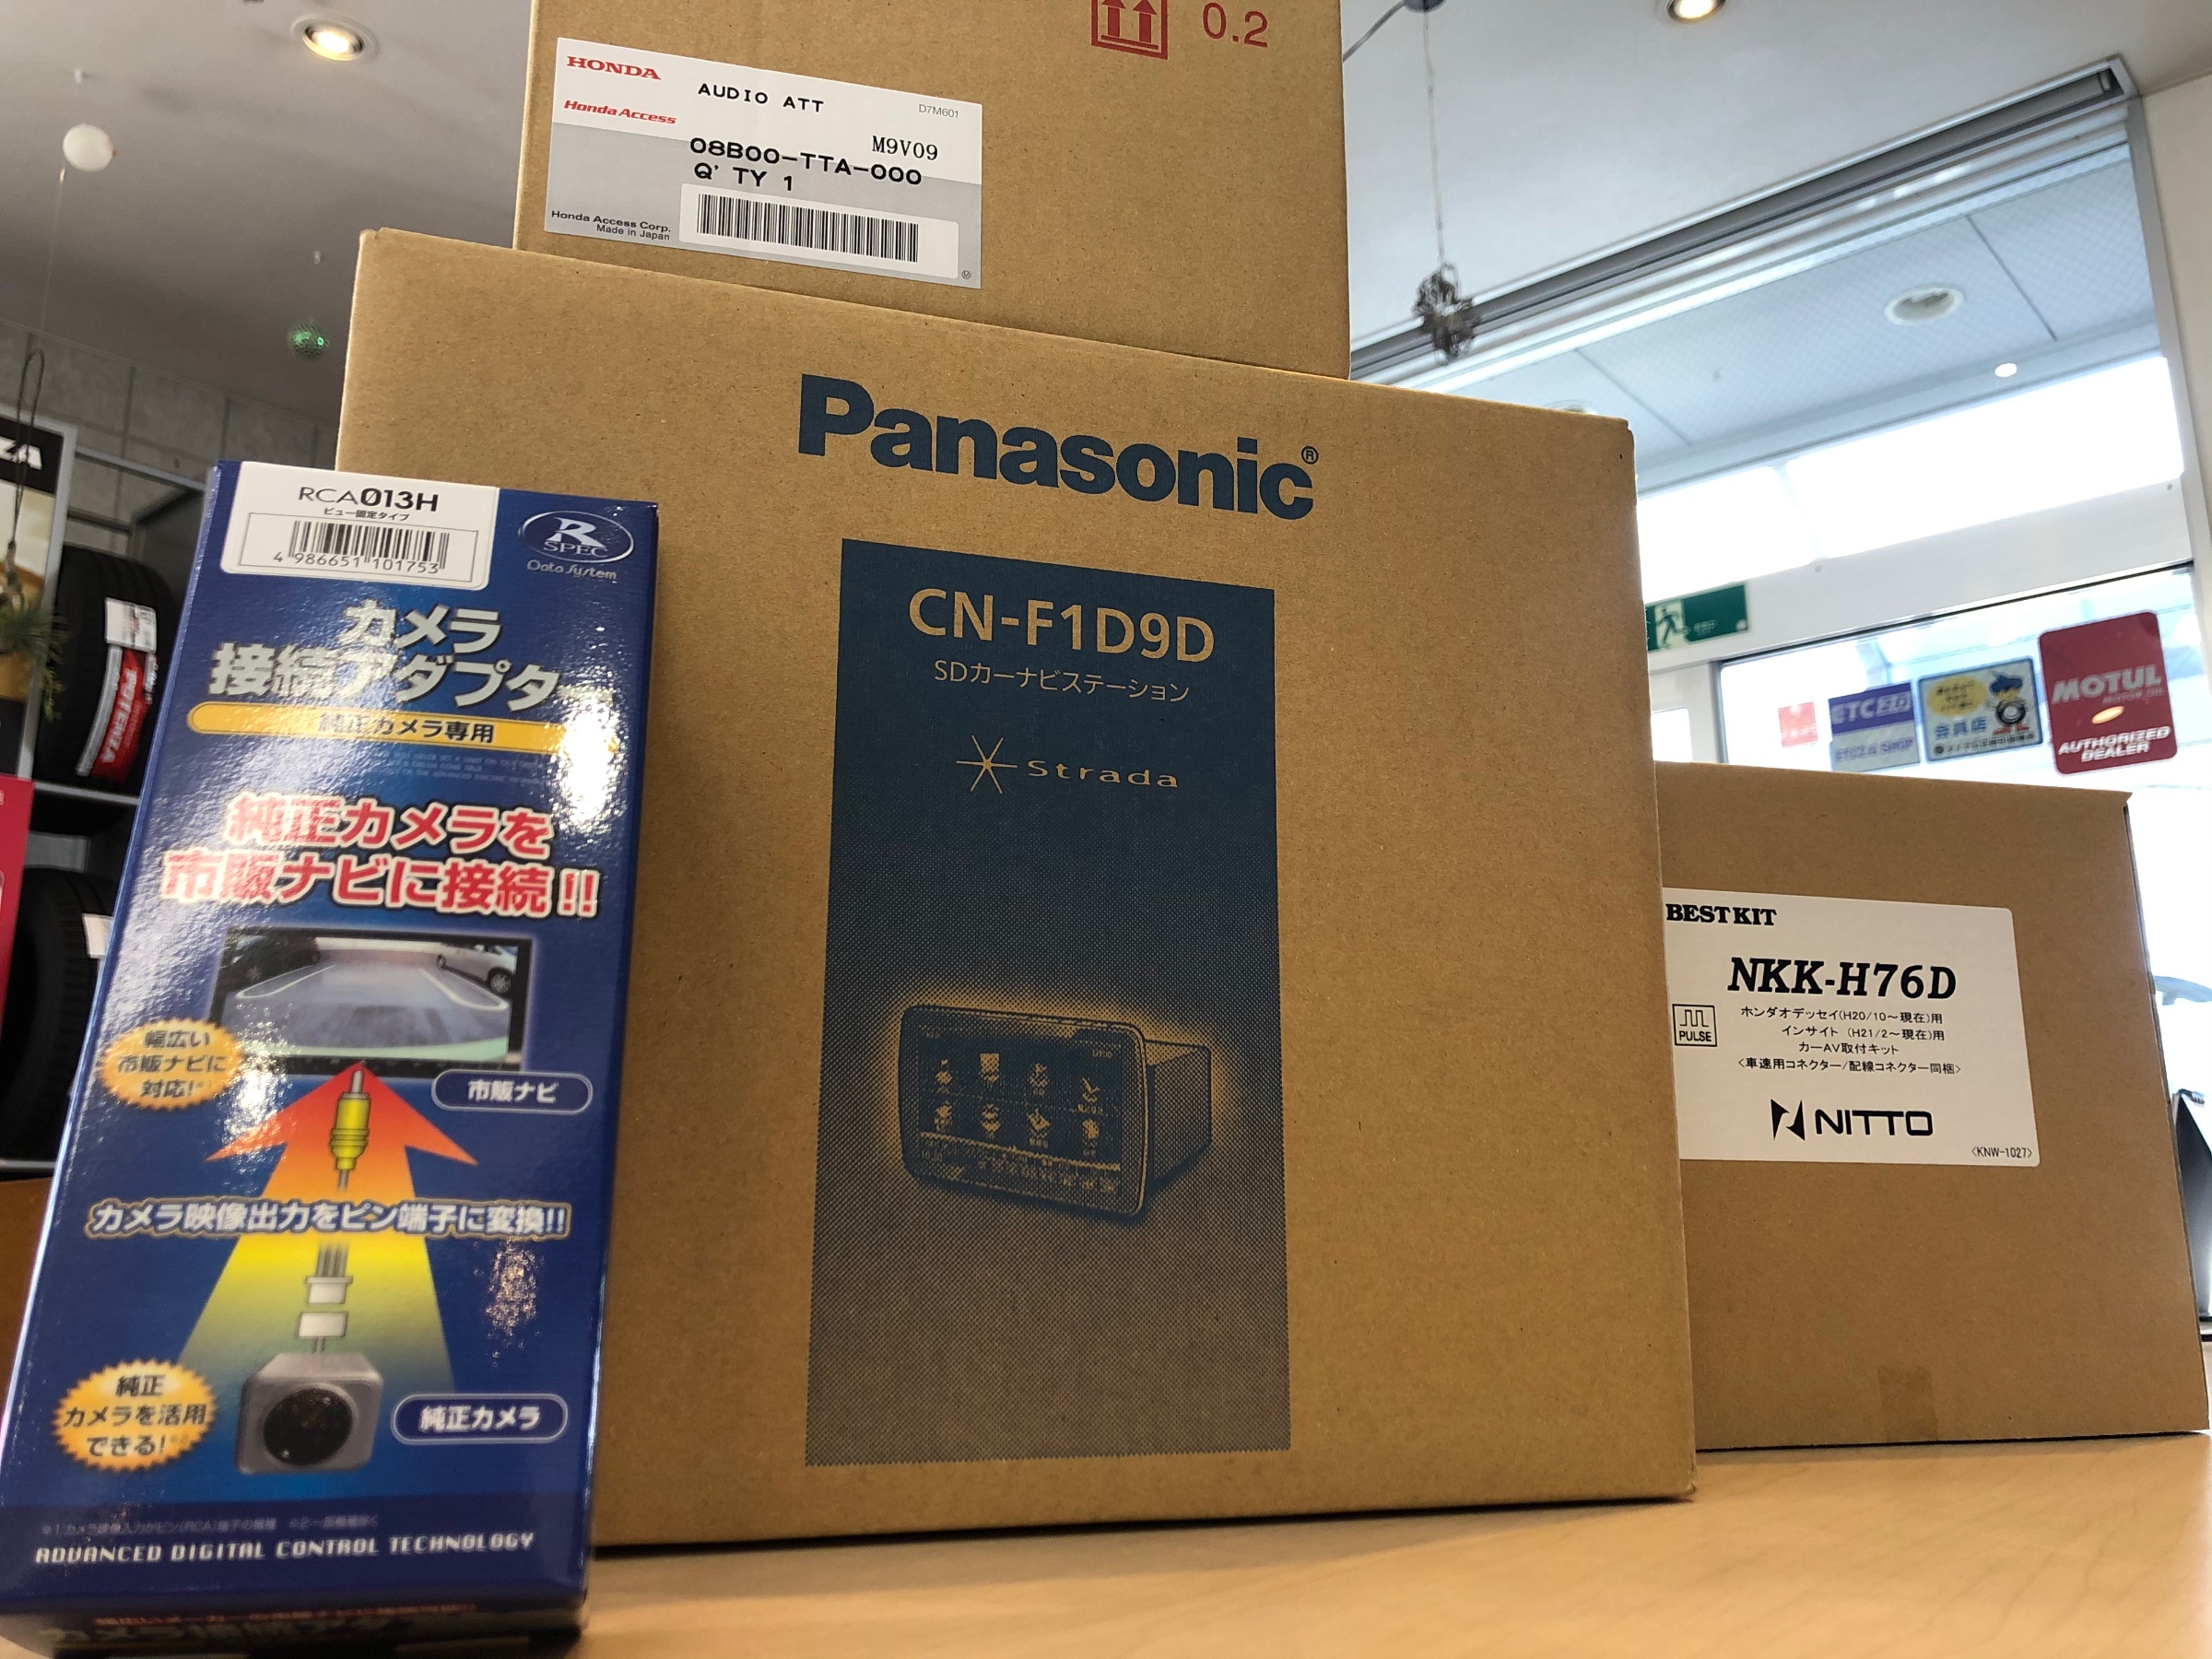 0.2
HONDA
Honda Access
AUDIO ATT
D7M601
M9V09
08B00-TTA-000
Q' TY 1
Honda Access Corp.
Made in Japan
Panasonic®
CN-F1D9D
SDカーナビステーション
Strada
RCA013H
ビュー固定タイプ
4 986651 101753
R
SPEC
Data System
カメラ
接続アダプター
純正カメラ専用
純正カメラを
市販ナビに接続!!
幅広い
市販ナビに
対応!
市販ナビ
カメラ映像出力をピン端子に変換!!
純正
カメラを活用
できる!
純正カメラ
ADVANCED DIGITAL CONTROL TECHNOLOGY
BEST KIT
NKK-H76D
PULSE
ホンダオデッセイ(H20/10～現在)用
インサイト (H21/2～現在)用
カーAV取付キット
<車速用コネクター/配線コネクター同梱>
NITTO
<KNW-1027>
ETC2.0
ETC2.0 SHOP
会員店
MOTUL
MOTOR OIL
AUTHORIZED
DEALER
POTENZA
ZA